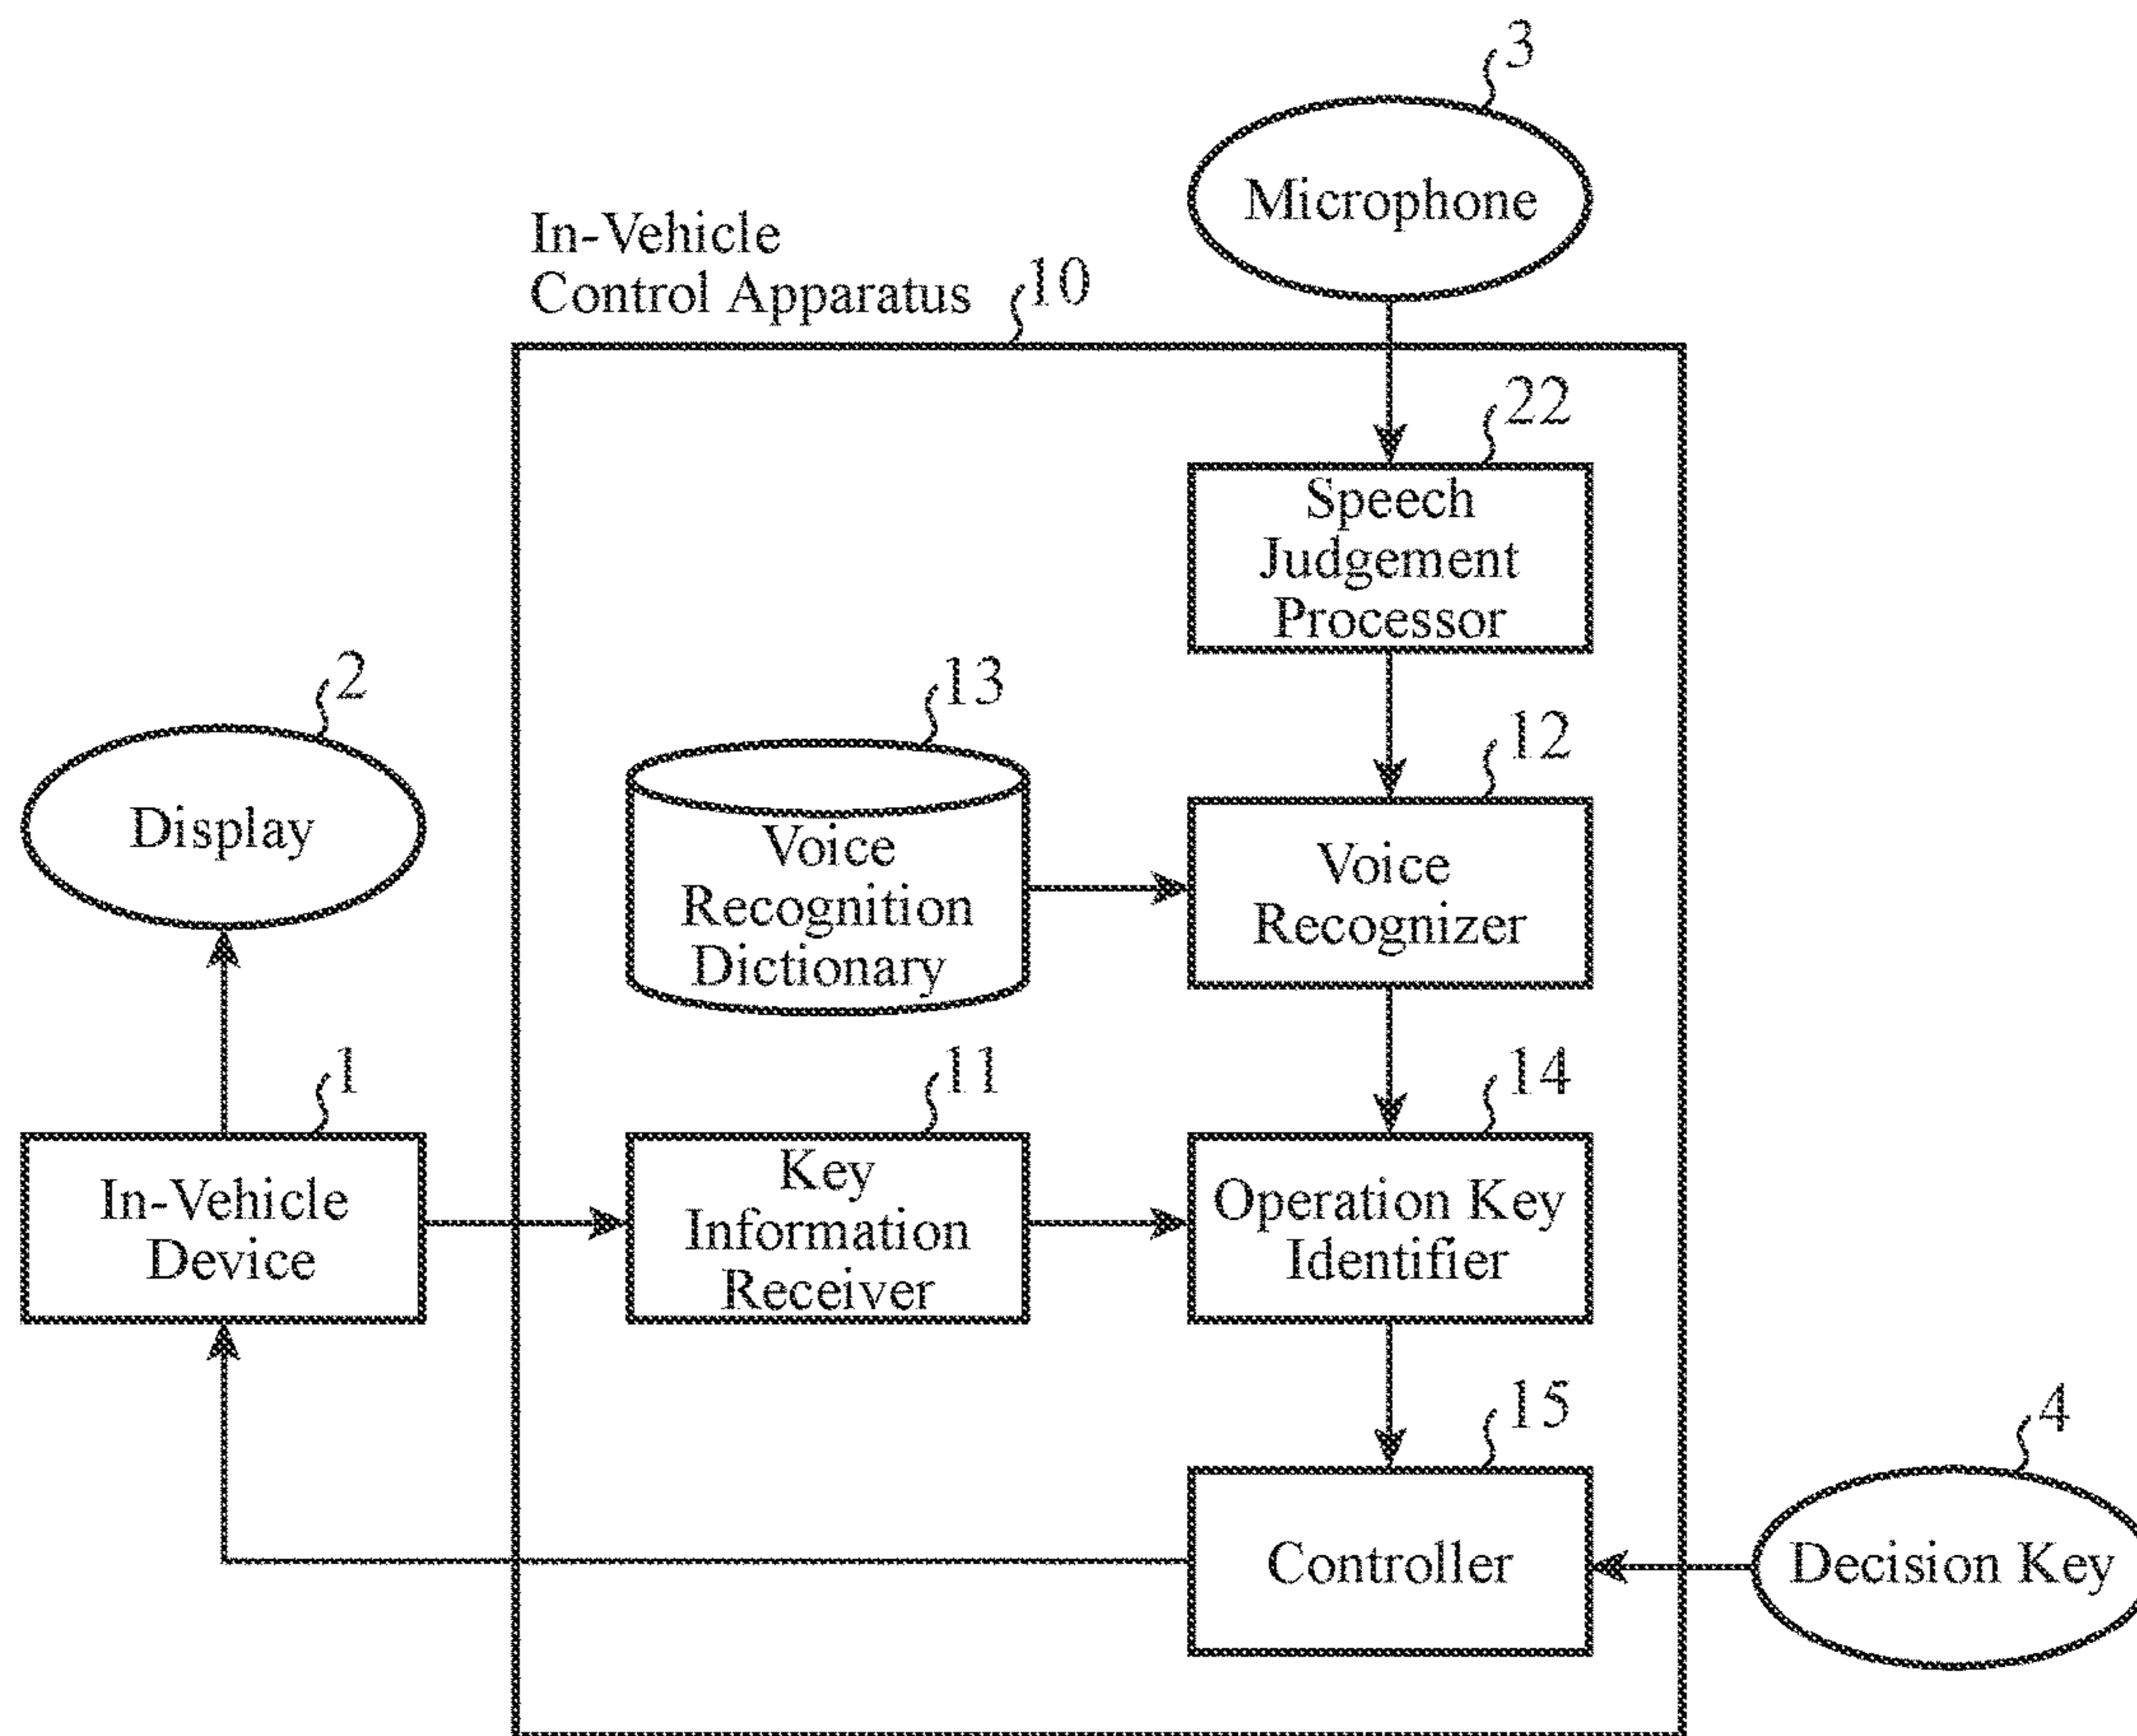 3
Microphone
In-Vehicle
Control Apparatus
10
22
Speech
Judgement
Processor
2
13
12
Display
Voice
Recognition
Dictionary
Voice
Recognizer
1
11
14
In-Vehicle
Device
Key
Information
Receiver
Operation Key
Identifier
15
4
Controller
Decision Key